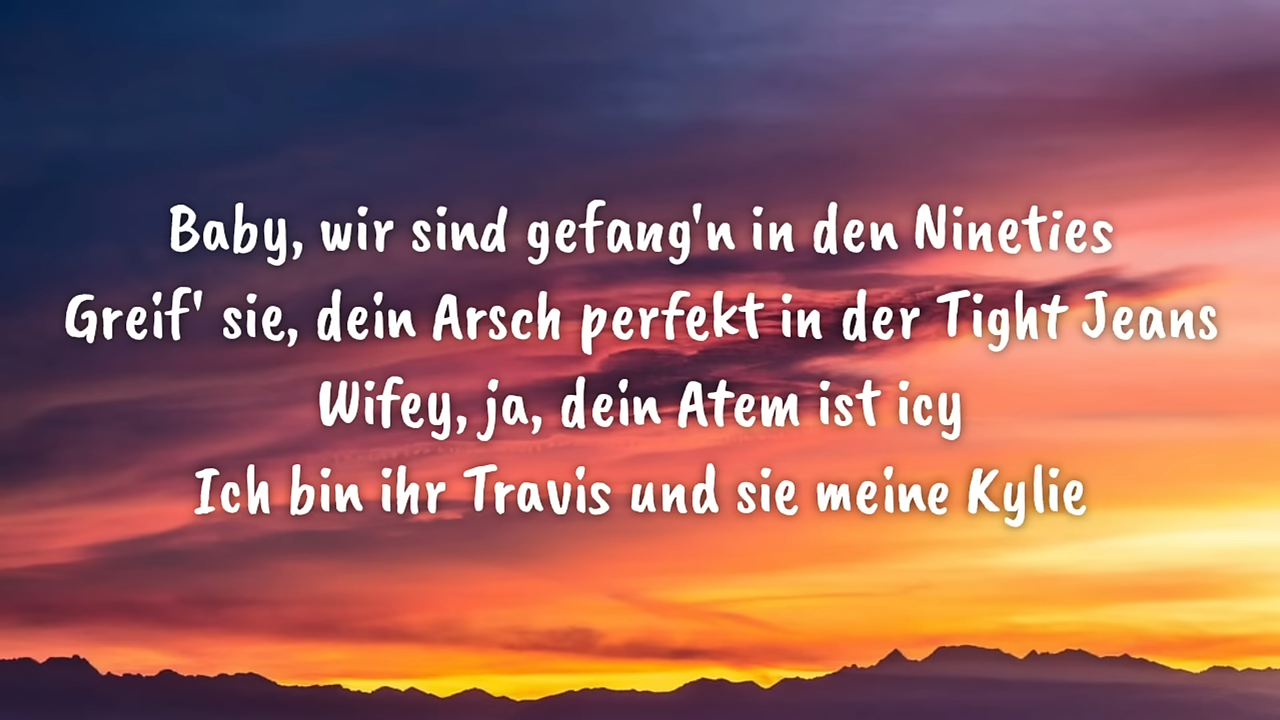 Baby, wir sind gefang'n in den Nineties
Greif' sie, dein Arsch perfekt in der Tight Jeans
Wifey, ja, dein Atem ist icy
Ich bin ihr Travis und sie meine Kylie